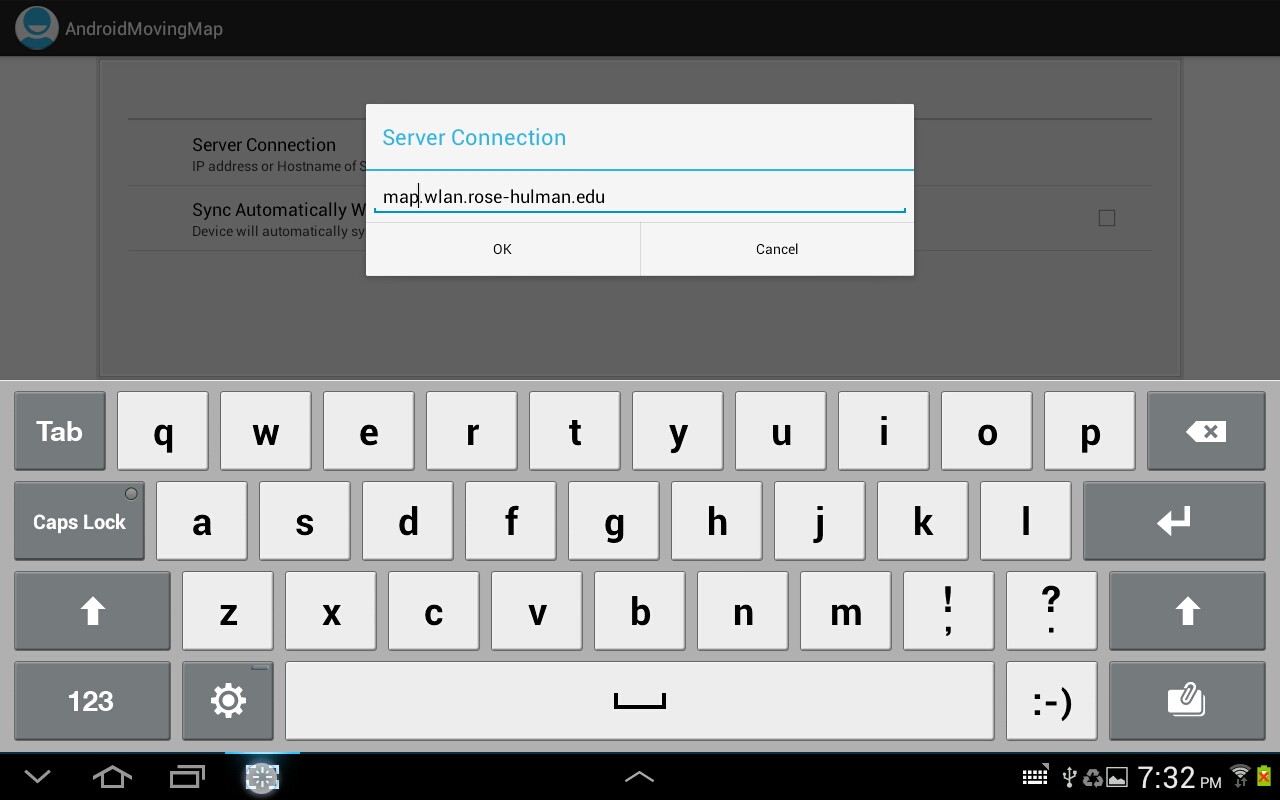 AndroidMovingMap
Server Connection
map.wlan.rose-hulman.edu
OK Cancel
Server Connection
IP address or Hostname of S
Sync Automatically W
Device will automatically sy
Tab q w e r t y u i o p
Caps Lock a s d f g h j k l
z x c v b n m ! , ? .
123 :-)
7:32 PM